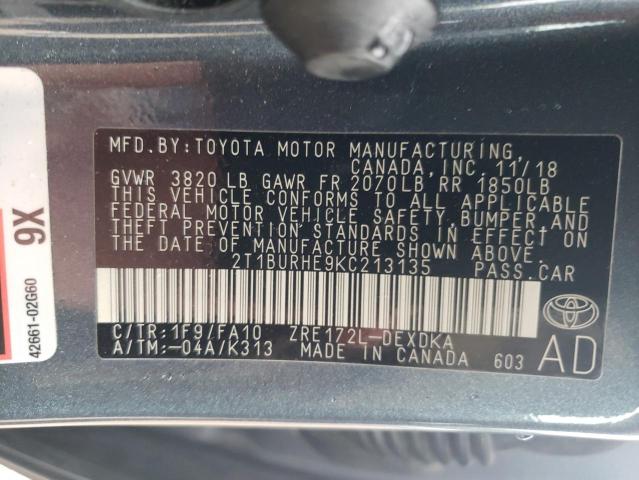 MFD.BY:TOYOTA MOTOR MANUFACTURING,
CANADA, INC. 11/18
GVWR 3820 LB GAWR FR 2070LB RR 1850LB
THIS VEHICLE CONFORMS TO ALL APPLICABLE
FEDERAL MOTOR VEHICLE SAFETY, BUMPER, AND
THEFT PREVENTION STANDARDS IN EFFECT ON
THE DATE OF MANUFACTURE SHOWN ABOVE.
2T1BURHE9KC213135 PASS.CAR
C/TR:1F9/FA10 ZRE172L-DEXDKA
A/TM:-04A/K313 MADE IN CANADA 603
AD
9X
42661-02G60